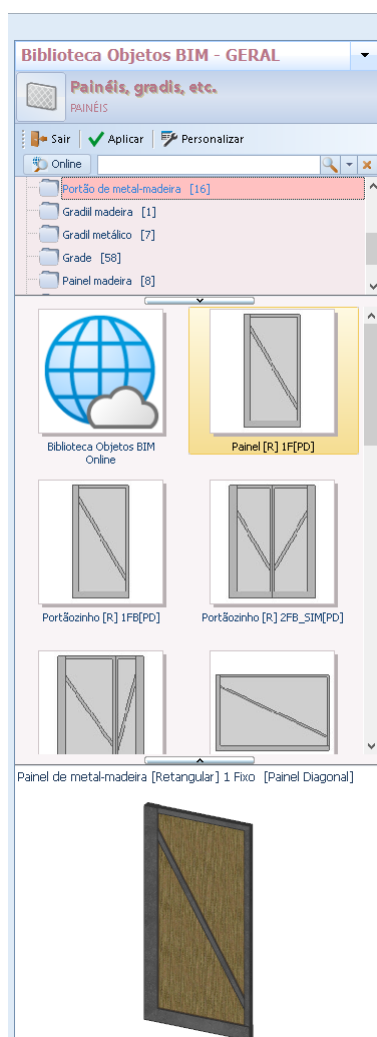 Biblioteca Objetos BIM - GERAL
Painéis, gradis, etc.
PAINÉIS
Sair Aplicar Personalizar
Online
Portão de metal-madeira [16]
Gradiil madeira [1]
Gradil metálico [7]
Grade [58]
Painel madeira [8]
Biblioteca Objetos BIM
Online
Painel [R] 1F[PD]
Portãozinho [R] 1FB[PD]
Portãozinho [R] 2FB_SIM[PD]
Painel de metal-madeira [Retangular] 1 Fixo [Painel Diagonal]